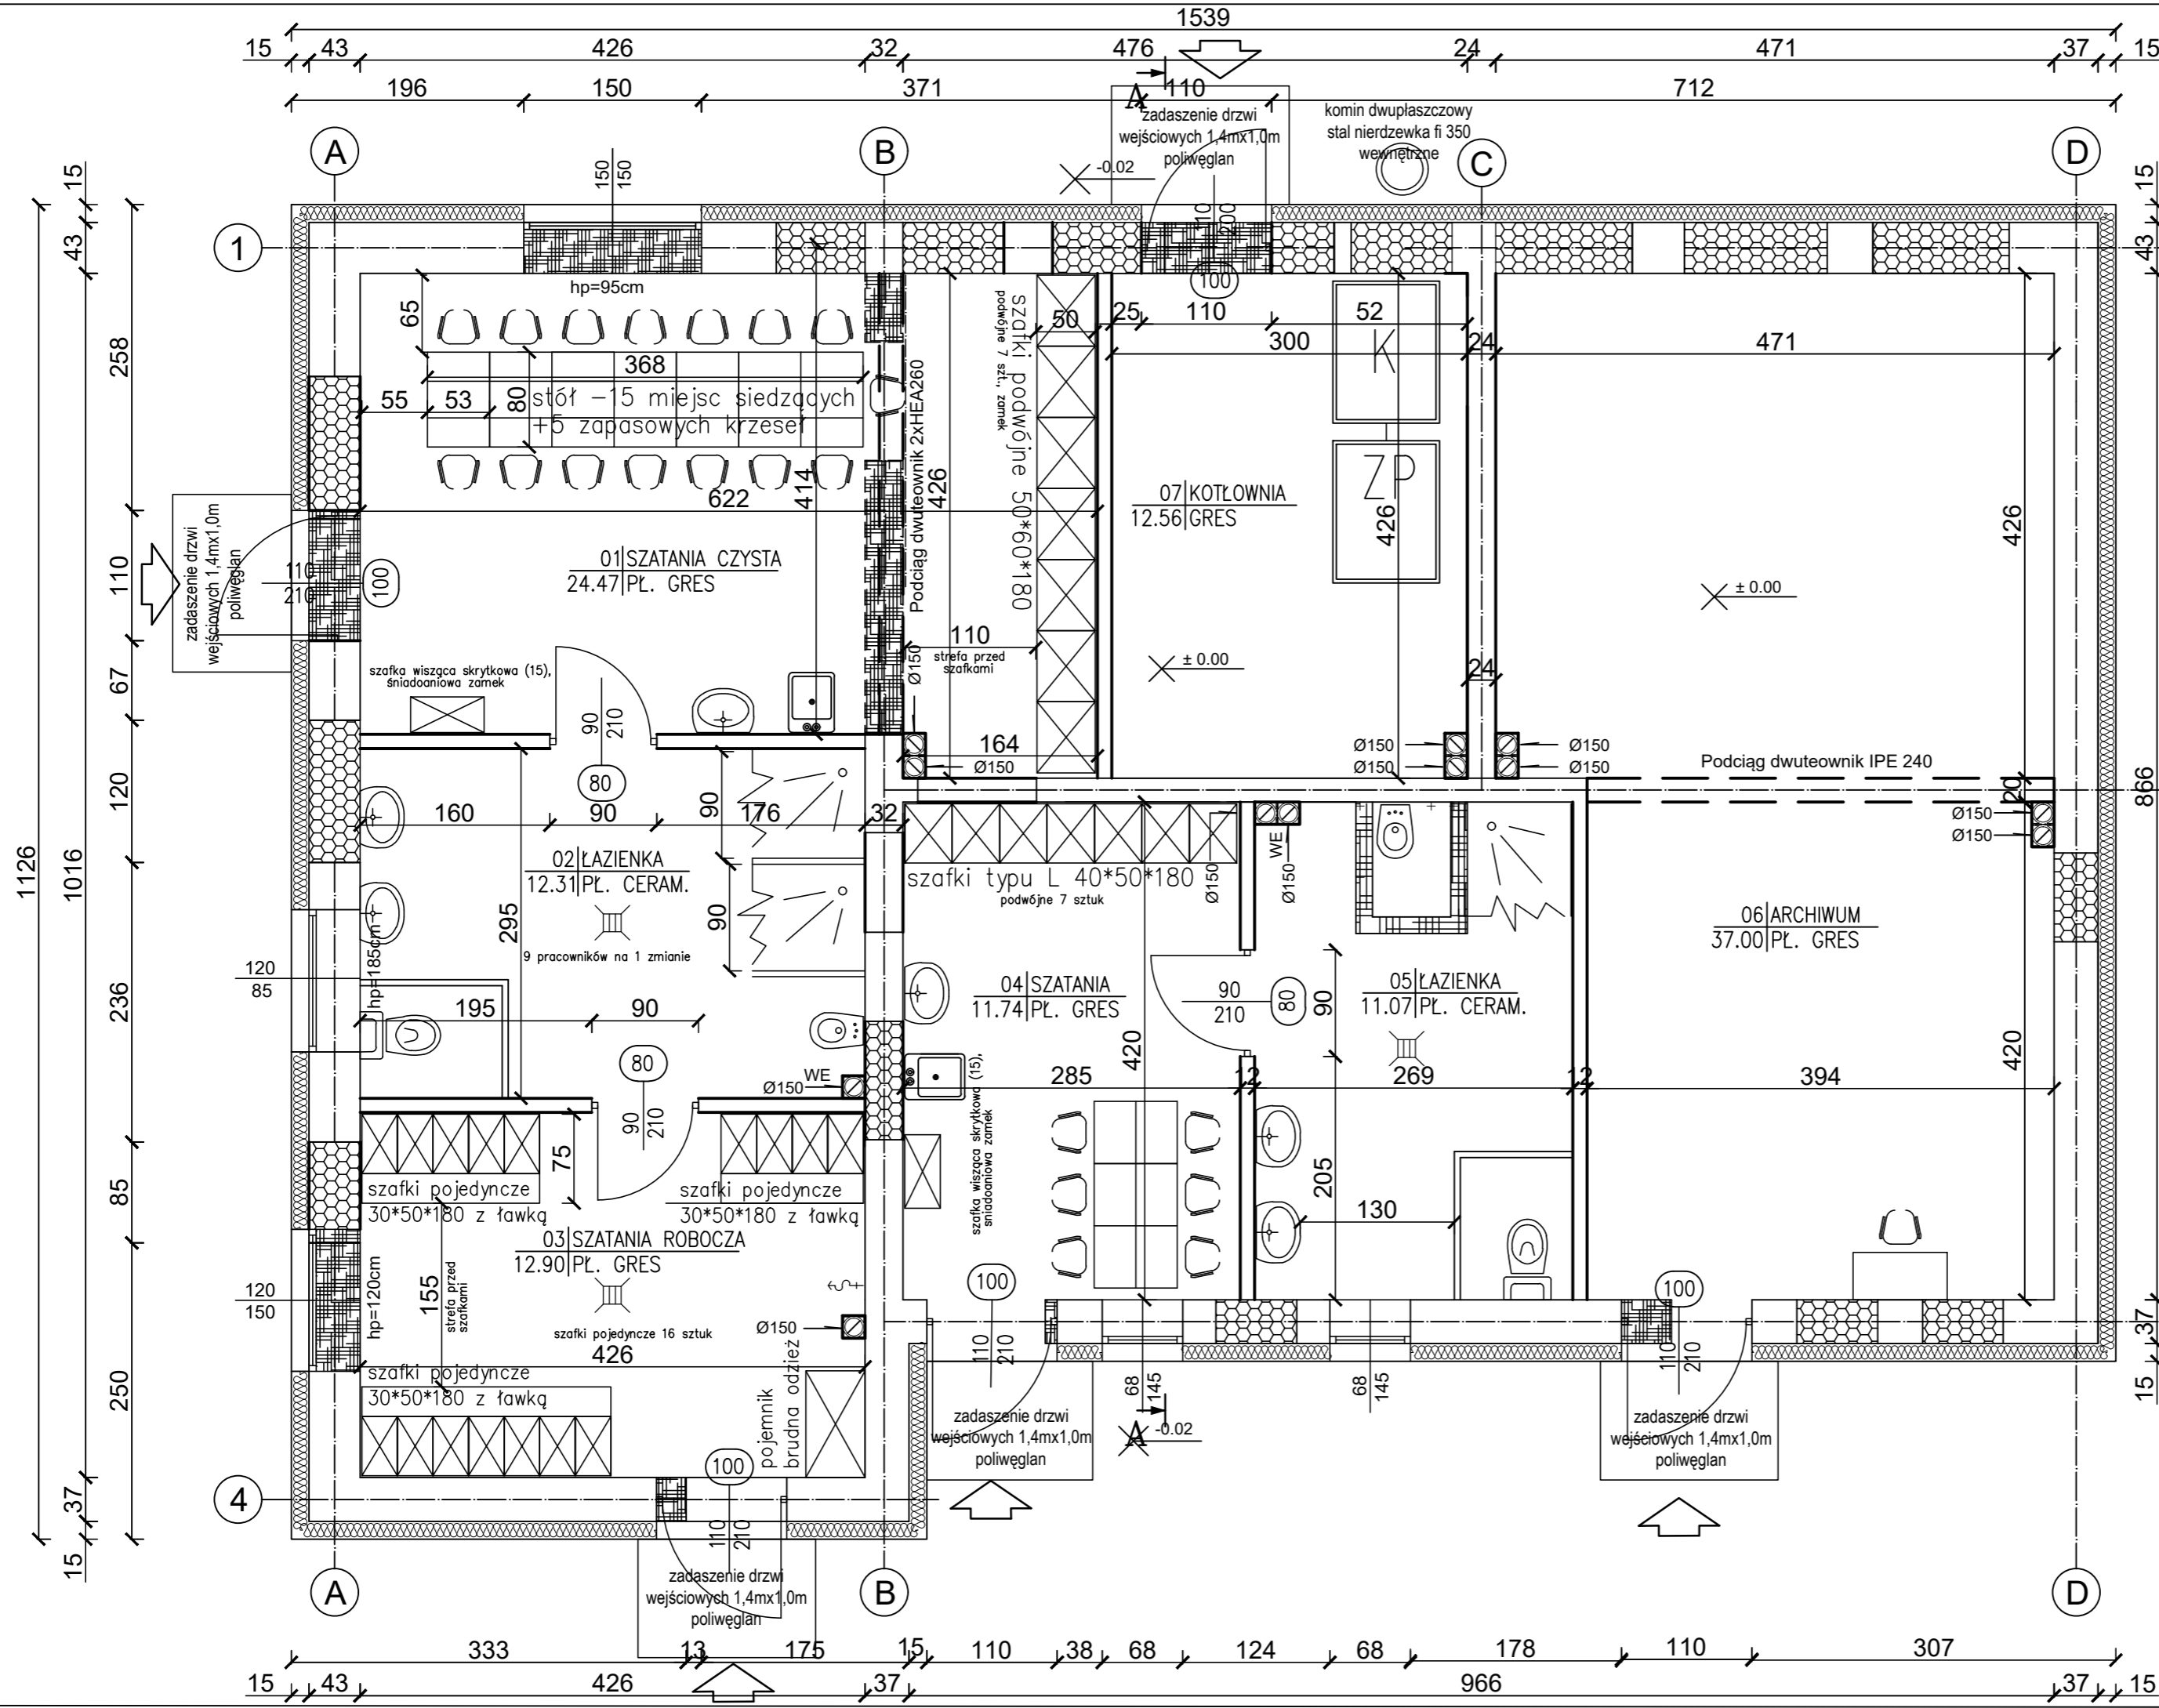 1539
15 43 426 32 476 24 471 37 15
196 150 371 110 712
A
zadaszenie drzwi
wejściowych 1,4mx1,0m
poliwęglan
komin dwupłaszczowy
stal nierdzewka fi 350
wewnętrzne
A B C D
-0.02
150
150
110
200
100
15
43
15
43
1
hp=95cm
65
368
55 53 80
stół -15 miejsc siedzących
+5 zapasowych krzeseł
622
414
Podciąg dwuteownik 2xHEA260
426
szafki podwójne 50*60*180
podwójne 7 szt., zamek
50 25 110 52
300 24 471
K
ZP
426
426
07 KOTŁOWNIA
12.56 GRES
01 SZATANIA CZYSTA
24.47 PŁ. GRES
± 0.00
± 0.00
zadaszenie drzwi
wejściowych 1,4mx1,0m
poliwęglan
110
210
100
258
110
67
120
236
85
250
1126
1016
866
110
strefa przed
szafkami
24
szafka wisząca skrytkowa (15),
śniadoaniowa zamek
90
210
80
Ø150
164
Ø150
Ø150
Ø150
Ø150
Ø150
Podciąg dwuteownik IPE 240
20
Ø150
Ø150
160 90 176 32
90
90
02 ŁAZIENKA
12.31 PŁ. CERAM.
9 pracowników na 1 zmianie
295
hp=185cm
120
85
195 90
szafki typu L 40*50*180
podwójne 7 sztuk
Ø150
WE
Ø150
04 SZATANIA
11.74 PŁ. GRES
420
90
210
80
90
05 ŁAZIENKA
11.07 PŁ. CERAM.
06 ARCHIWUM
37.00 PŁ. GRES
420
285 12 269 12 394
80
90
210
WE
Ø150
75
szafki pojedyncze
30*50*180 z ławką
szafki pojedyncze
30*50*180 z ławką
szafka wisząca skrytkowa (15),
śniadoaniowa zamek
205
130
03 SZATANIA ROBOCZA
12.90 PŁ. GRES
155
strefa przed
szafkami
hp=120cm
120
150
szafki pojedyncze 16 sztuk
Ø150
426
szafki pojedyncze
30*50*180 z ławką
pojemnik
brudna odzież
100
110
210
100
110
210
68
145
68
145
100
110
210
37
15
A
-0.02
zadaszenie drzwi
wejściowych 1,4mx1,0m
poliwęglan
zadaszenie drzwi
wejściowych 1,4mx1,0m
poliwęglan
zadaszenie drzwi
wejściowych 1,4mx1,0m
poliwęglan
4
37
15
A B D
333 13 175 15 110 38 68 124 68 178 110 307
15 43 426 37 966 37 15